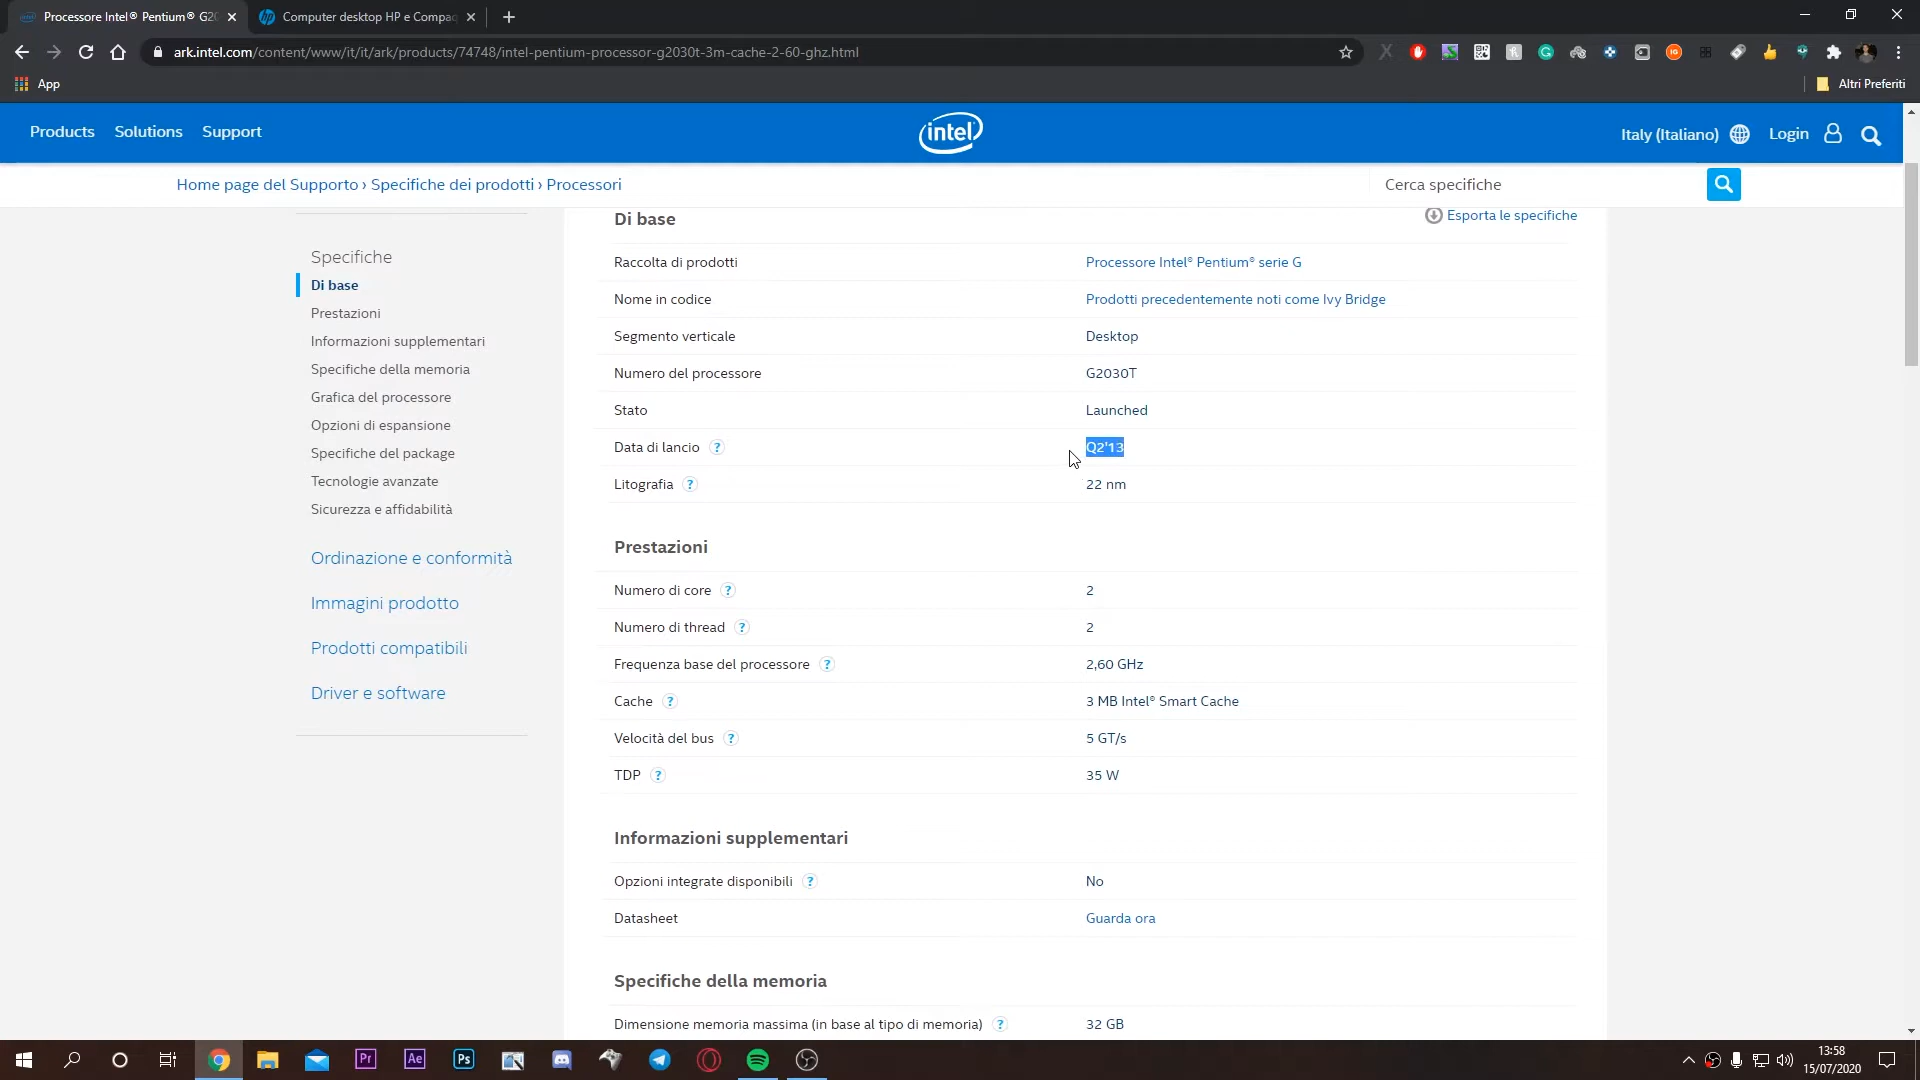 Processore Intel® Pentium® G20
Computer desktop HP e Compaq
ark.intel.com/content/www/it/it/ark/products/74748/intel-pentium-processor-g2030t-3m-cache-2-60-ghz.html
App
Altri Preferiti
Products
Solutions
Support
intel
Italy (Italiano)
Login
Home page del Supporto › Specifiche dei prodotti › Processori
Cerca specifiche
Di base
Esporta le specifiche
Specifiche
Di base
Prestazioni
Informazioni supplementari
Specifiche della memoria
Grafica del processore
Opzioni di espansione
Specifiche del package
Tecnologie avanzate
Sicurezza e affidabilità
Ordinazione e conformità
Immagini prodotto
Prodotti compatibili
Driver e software
Raccolta di prodotti Processore Intel® Pentium® serie G
Nome in codice Prodotti precedentemente noti come Ivy Bridge
Segmento verticale Desktop
Numero del processore G2030T
Stato Launched
Data di lancio ? Q2'13
Litografia ? 22 nm
Prestazioni
Numero di core ? 2
Numero di thread ? 2
Frequenza base del processore ? 2,60 GHz
Cache ? 3 MB Intel® Smart Cache
Velocità del bus ? 5 GT/s
TDP ? 35 W
Informazioni supplementari
Opzioni integrate disponibili ? No
Datasheet Guarda ora
Specifiche della memoria
Dimensione memoria massima (in base al tipo di memoria) ? 32 GB
Pr
Ae
Ps
13:58
15/07/2020